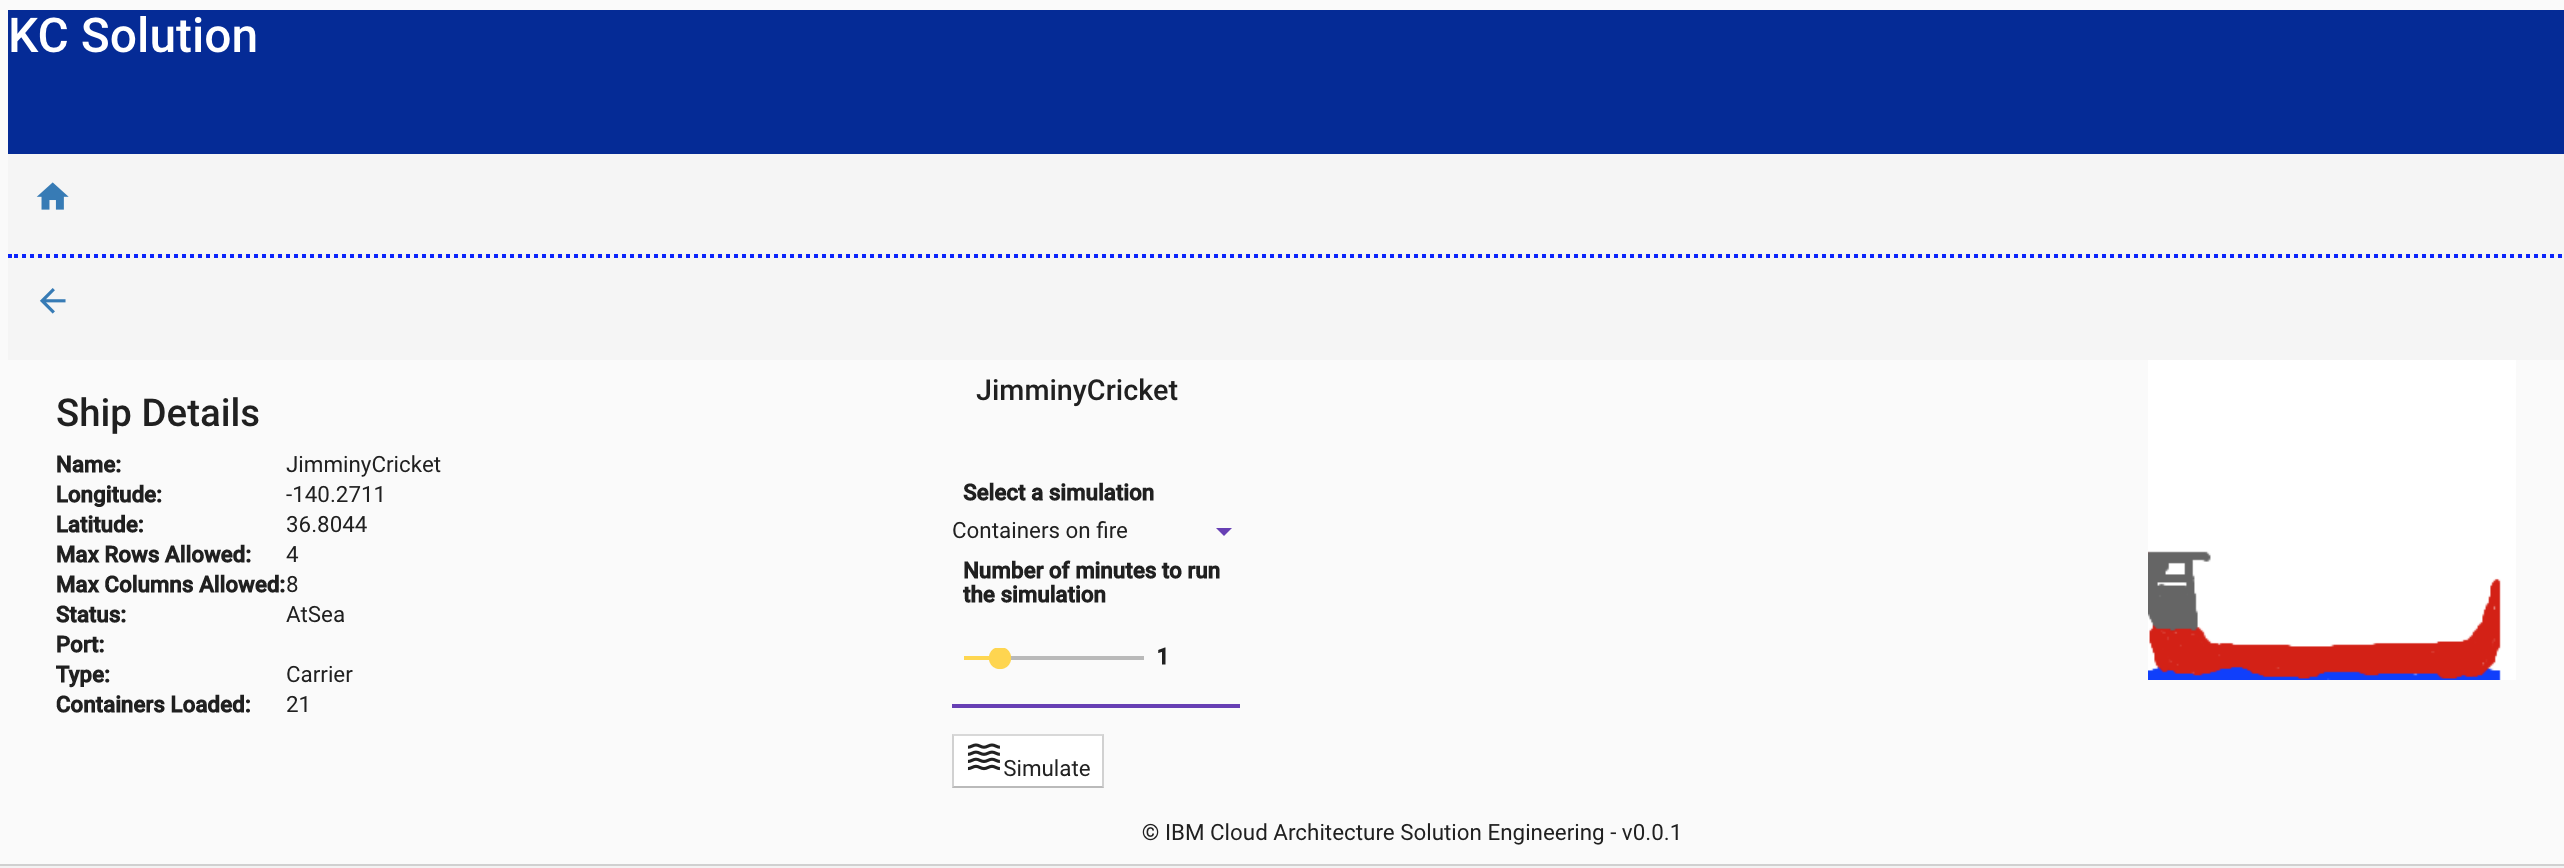 KC Solution
Ship Details
Name: JimminyCricket
Longitude: -140.2711
Latitude: 36.8044
Max Rows Allowed: 4
Max Columns Allowed: 8
Status: AtSea
Port:
Type: Carrier
Containers Loaded: 21
JimminyCricket
Select a simulation
Containers on fire
Number of minutes to run
the simulation
1
Simulate
© IBM Cloud Architecture Solution Engineering - v0.0.1